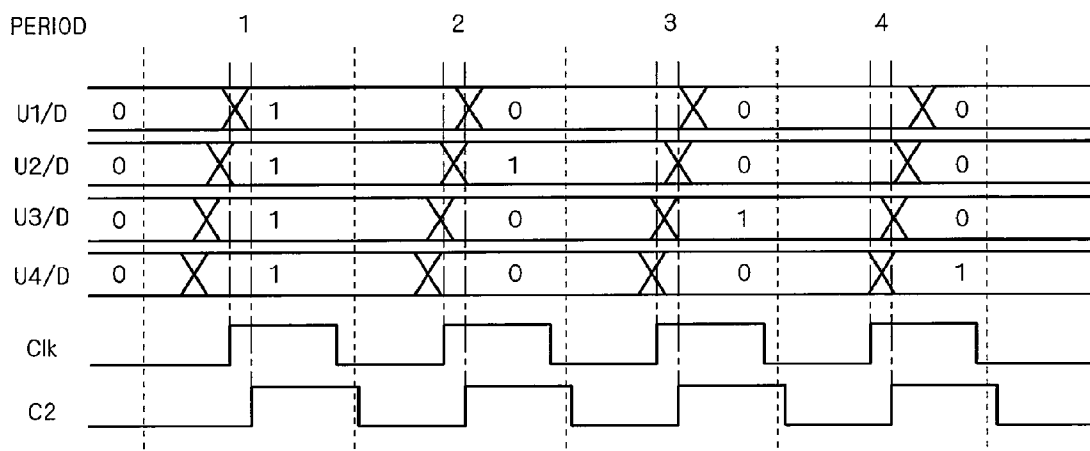 PERIOD 1 2 3 4
U1/D 0 1 0 0 0
U2/D 0 1 1 0 0
U3/D 0 1 0 1 0
U4/D 0 1 0 0 1
Clk
C2